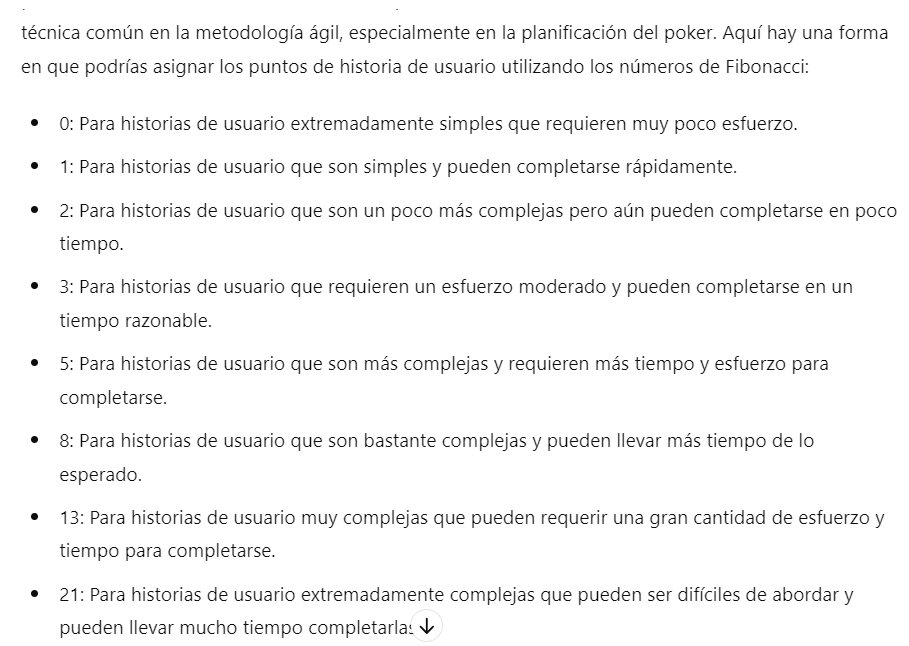 técnica común en la metodología ágil, especialmente en la planificación del poker. Aquí hay una forma
en que podrías asignar los puntos de historia de usuario utilizando los números de Fibonacci:
• 0: Para historias de usuario extremadamente simples que requieren muy poco esfuerzo.
• 1: Para historias de usuario que son simples y pueden completarse rápidamente.
• 2: Para historias de usuario que son un poco más complejas pero aún pueden completarse en poco
tiempo.
• 3: Para historias de usuario que requieren un esfuerzo moderado y pueden completarse en un
tiempo razonable.
• 5: Para historias de usuario que son más complejas y requieren más tiempo y esfuerzo para
completarse.
• 8: Para historias de usuario que son bastante complejas y pueden llevar más tiempo de lo
esperado.
• 13: Para historias de usuario muy complejas que pueden requerir una gran cantidad de esfuerzo y
tiempo para completarse.
• 21: Para historias de usuario extremadamente complejas que pueden ser difíciles de abordar y
pueden llevar mucho tiempo completarlas